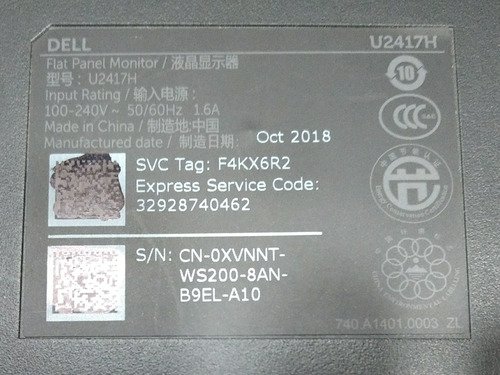 DELL
U2417H
Flat Panel Monitor / 液晶显示器
型号: U2417H
Input Rating / 输入电源:
100-240V~ 50/60Hz 1.6A
Made in China / 制造地:中国
Manufactured date / 制造日期: Oct 2018
10
SVC Tag: F4KX6R2
Express Service Code:
32928740462
S/N: CN-0XVNNT-
WS200-8AN-
B9EL-A10
740 A1401 0003 ZL